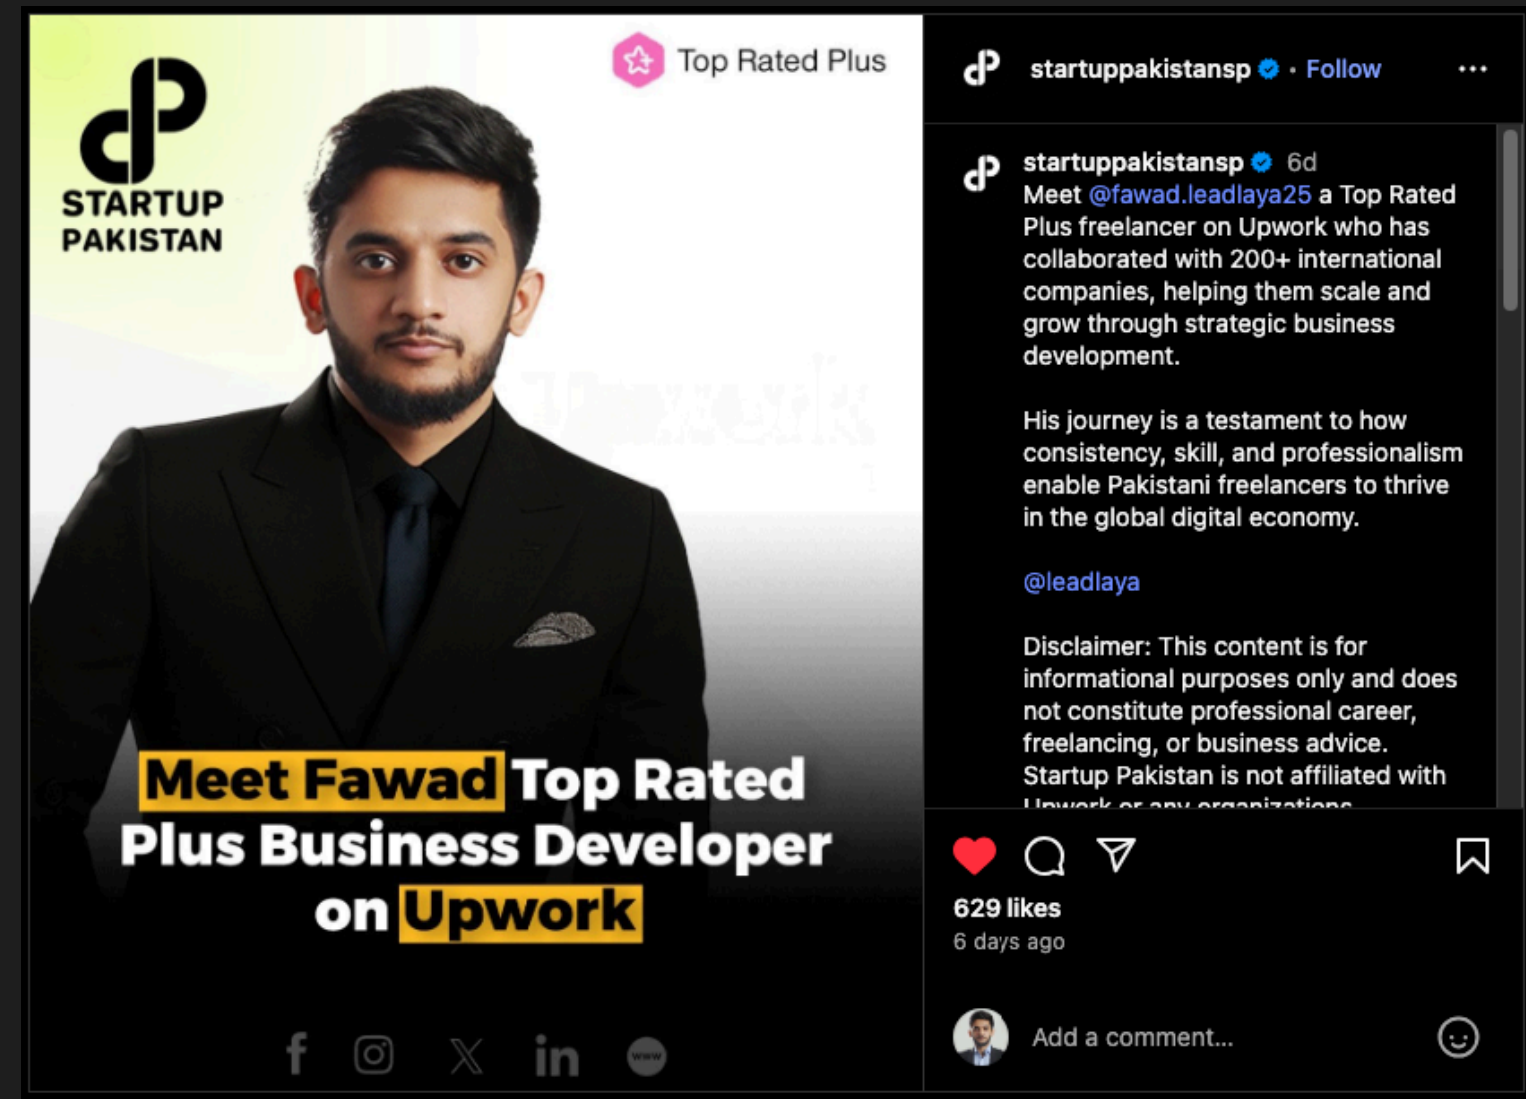 STARTUP
PAKISTAN
Top Rated Plus
Meet Fawad Top Rated
Plus Business Developer
on Upwork
www
startuppakistansp • Follow
startuppakistansp 6d
Meet @fawad.leadlaya25 a Top Rated
Plus freelancer on Upwork who has
collaborated with 200+ international
companies, helping them scale and
grow through strategic business
development.
His journey is a testament to how
consistency, skill, and professionalism
enable Pakistani freelancers to thrive
in the global digital economy.
@leadlaya
Disclaimer: This content is for
informational purposes only and does
not constitute professional career,
freelancing, or business advice.
Startup Pakistan is not affiliated with
Upwork or any organizations
629 likes
6 days ago
Add a comment...